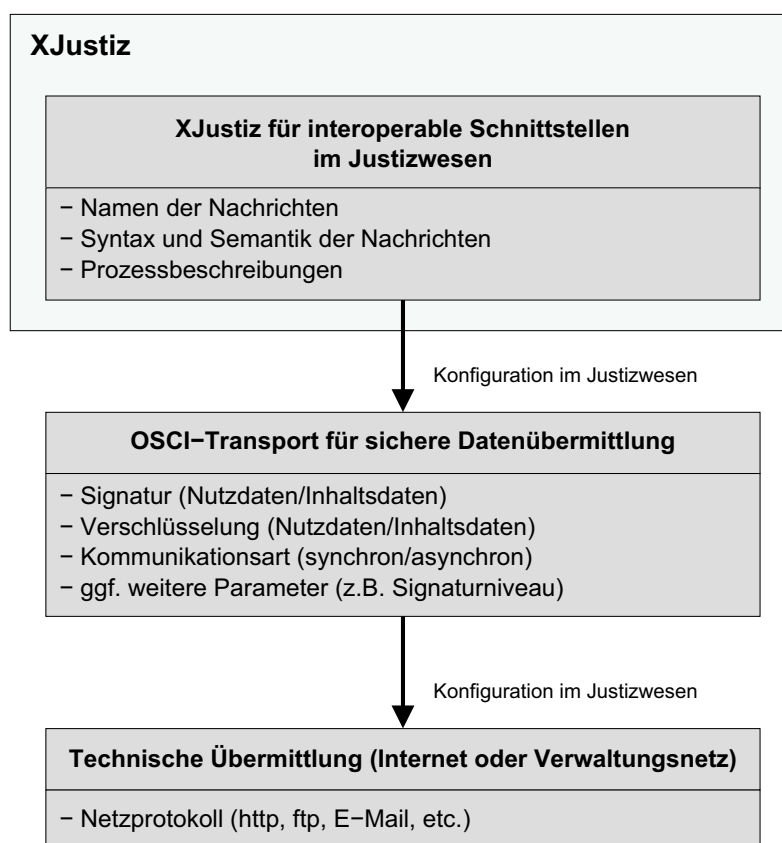 XJustiz
XJustiz für interoperable Schnittstellen
im Justizwesen
− Namen der Nachrichten
− Syntax und Semantik der Nachrichten
− Prozessbeschreibungen
Konfiguration im Justizwesen
OSCI−Transport für sichere Datenübermittlung
− Signatur (Nutzdaten/Inhaltsdaten)
− Verschlüsselung (Nutzdaten/Inhaltsdaten)
− Kommunikationsart (synchron/asynchron)
− ggf. weitere Parameter (z.B. Signaturniveau)
Konfiguration im Justizwesen
Technische Übermittlung (Internet oder Verwaltungsnetz)
− Netzprotokoll (http, ftp, E−Mail, etc.)